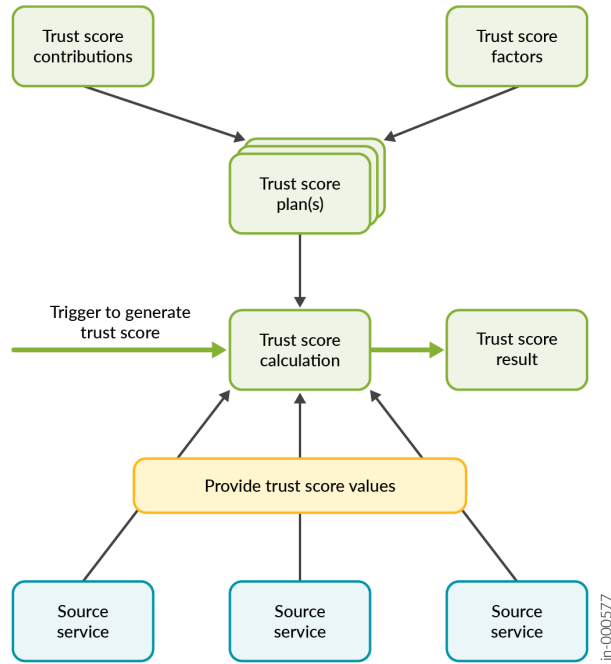 Trust score
contributions
Trust score
factors
Trust score
plan(s)
Trigger to generate
trust score
Trust score
calculation
Trust score
result
Provide trust score values
Source
service
Source
service
Source
service
jn-000577